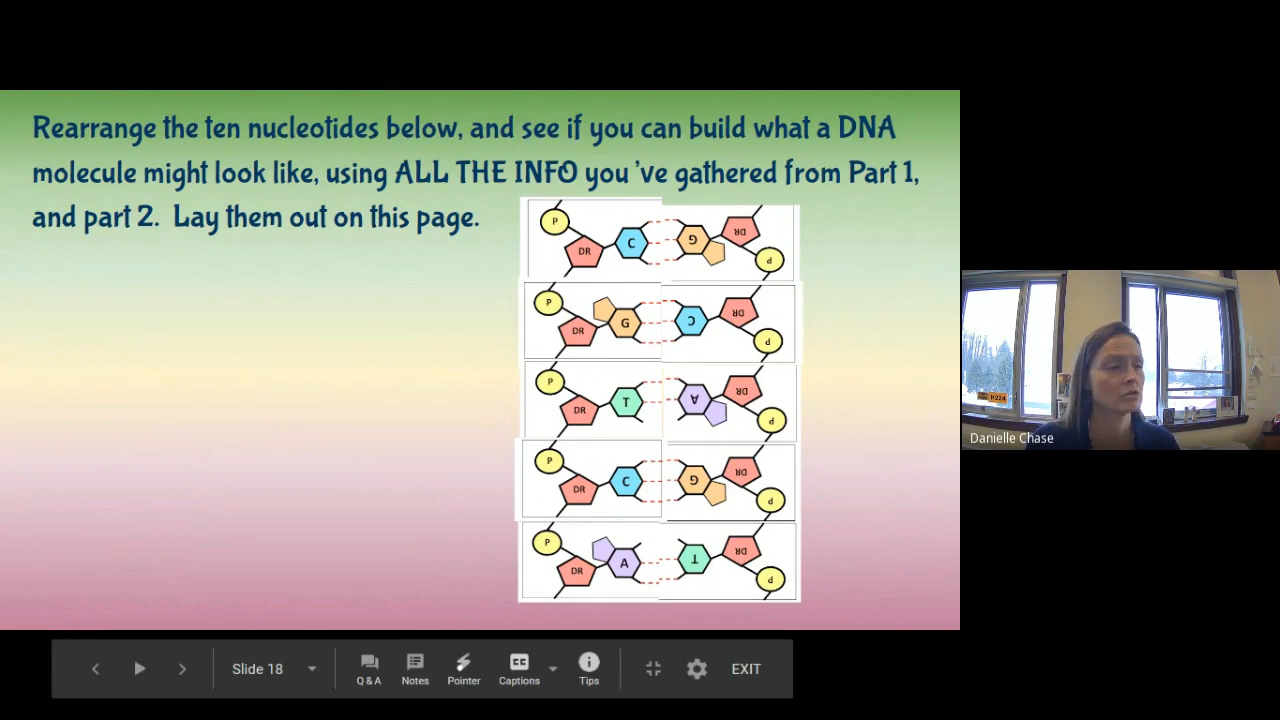 Rearrange the ten nucleotides below, and see if you can build what a DNA
molecule might look like, using ALL THE INFO you 've gathered from Part 1,
and part 2. Lay them out on this page.
P DR C G DR P
P DR G C DR P
P DR T A DR P
P DR C G DR P
P DR A T DR P
H224
Danielle Chase
Slide 18
Q & A
Notes
Pointer
CC
Captions
Tips
EXIT